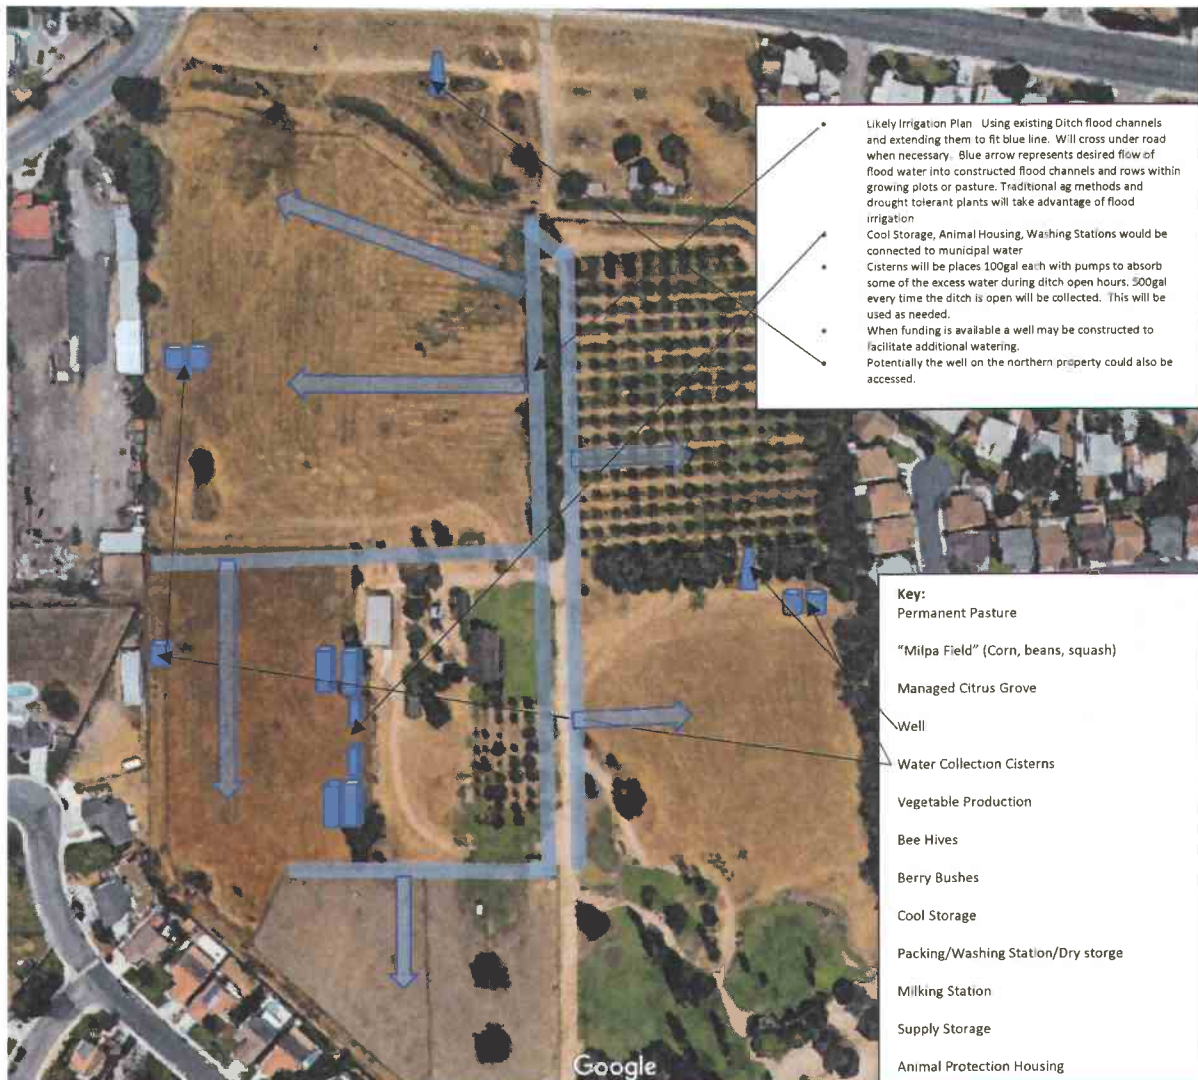 Likely Irrigation Plan Using existing Ditch flood channels
and extending them to fit blue line. Will cross under road
when necessary. Blue arrow represents desired flow of
flood water into constructed flood channels and rows within
growing plots or pasture. Traditional ag methods and
drought tolerant plants will take advantage of flood
irrigation
Cool Storage, Animal Housing, Washing Stations would be
connected to municipal water
Cisterns will be places 100gal each with pumps to absorb
some of the excess water during ditch open hours. 500gal
every time the ditch is open will be collected. This will be
used as needed.
When funding is available a well may be constructed to
facilitate additional watering.
Potentially the well on the northern property could also be
accessed.
Key:
Permanent Pasture
"Milpa Field" (Corn, beans, squash)
Managed Citrus Grove
Well
Water Collection Cisterns
Vegetable Production
Bee Hives
Berry Bushes
Cool Storage
Packing/Washing Station/Dry storge
Milking Station
Supply Storage
Animal Protection Housing
Google